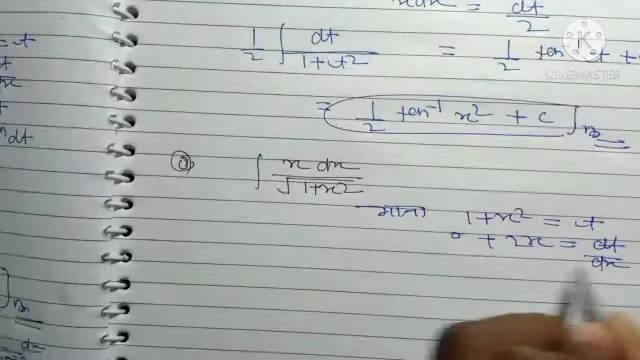 x dx = dt/2
1/2 ∫ dt/(1+t²) = 1/2 tan t +
= 1/2 tan⁻¹ x² + c
∫ x dx/√(1+x²)
माना 1+x² = t
0 + 2x = dt/dx
KINEMASTER